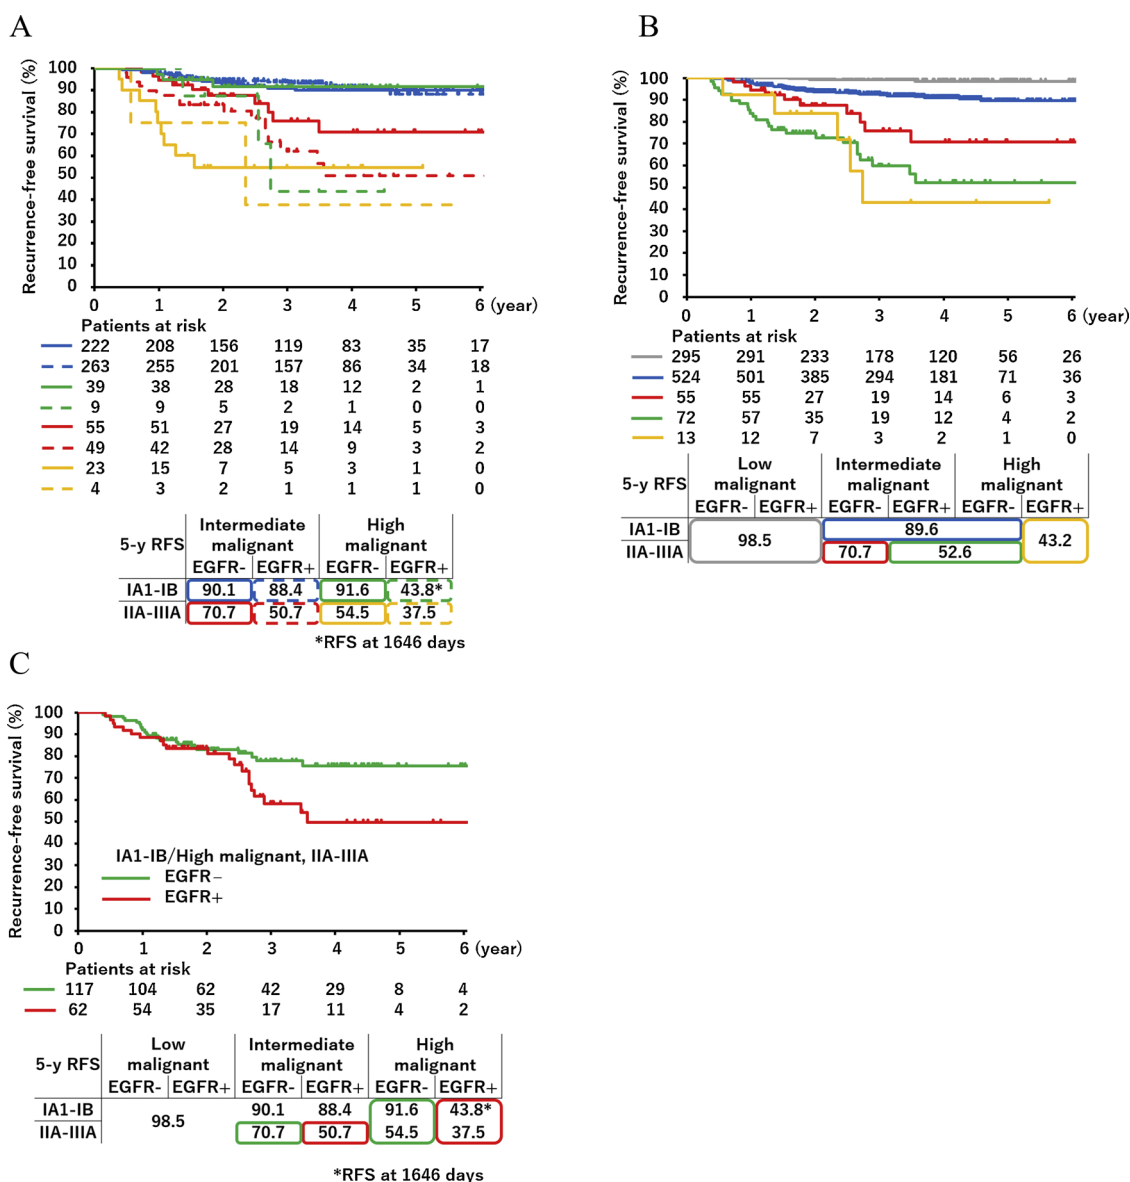 A
Recurrence-free survival (%)
100
90
80
70
60
50
40
30
20
10
0
0 1 2 3 4 5 6 (year)
Patients at risk
222 208 156 119 83 35 17
263 255 201 157 86 34 18
39 38 28 18 12 2 1
9 9 5 2 1 0 0
55 51 27 19 14 5 3
49 42 28 14 9 3 2
23 15 7 5 3 1 0
4 3 2 1 1 1 0
5-y RFS
Intermediate malignant
High malignant
EGFR- EGFR+ EGFR- EGFR+
IA1-IB 90.1 88.4 91.6 43.8*
IIA-IIIA 70.7 50.7 54.5 37.5
*RFS at 1646 days
B
Recurrence-free survival (%)
100
90
80
70
60
50
40
30
20
10
0
0 1 2 3 4 5 6 (year)
Patients at risk
295 291 233 178 120 56 26
524 501 385 294 181 71 36
55 55 27 19 14 6 3
72 57 35 19 12 4 2
13 12 7 3 2 1 0
5-y RFS
Low malignant
Intermediate malignant
High malignant
EGFR- EGFR+ EGFR- EGFR+ EGFR- EGFR+
IA1-IB
IIA-IIIA
98.5
89.6
70.7 52.6
43.2
C
Recurrence-free survival (%)
100
90
80
70
60
50
40
30
20
10
0
IA1-IB/High malignant, IIA-IIIA
EGFR−
EGFR+
0 1 2 3 4 5 6 (year)
Patients at risk
117 104 62 42 29 8 4
62 54 35 17 11 4 2
5-y RFS
Low malignant
Intermediate malignant
High malignant
EGFR- EGFR+ EGFR- EGFR+ EGFR- EGFR+
IA1-IB 90.1 88.4 91.6 43.8*
98.5
IIA-IIIA 70.7 50.7 54.5 37.5
*RFS at 1646 days